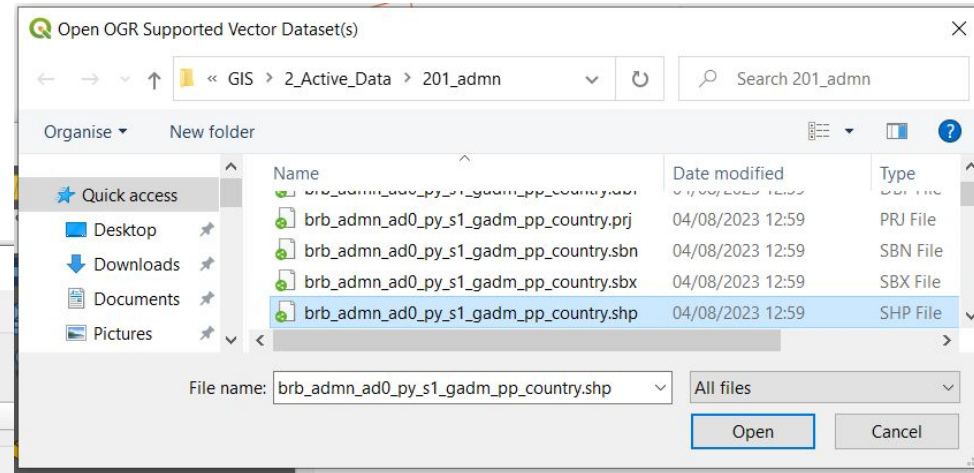 Open OGR Supported Vector Dataset(s)
« GIS > 2_Active_Data > 201_admn
Search 201_admn
Organise
New folder
Name Date modified Type
Quick access
brb_admn_ad0_py_s1_gadm_pp_country.prj 04/08/2023 12:59 PRJ File
Desktop
brb_admn_ad0_py_s1_gadm_pp_country.sbn 04/08/2023 12:59 SBN File
Downloads
brb_admn_ad0_py_s1_gadm_pp_country.sbx 04/08/2023 12:59 SBX File
Documents
brb_admn_ad0_py_s1_gadm_pp_country.shp 04/08/2023 12:59 SHP File
Pictures
File name: brb_admn_ad0_py_s1_gadm_pp_country.shp All files
Open Cancel